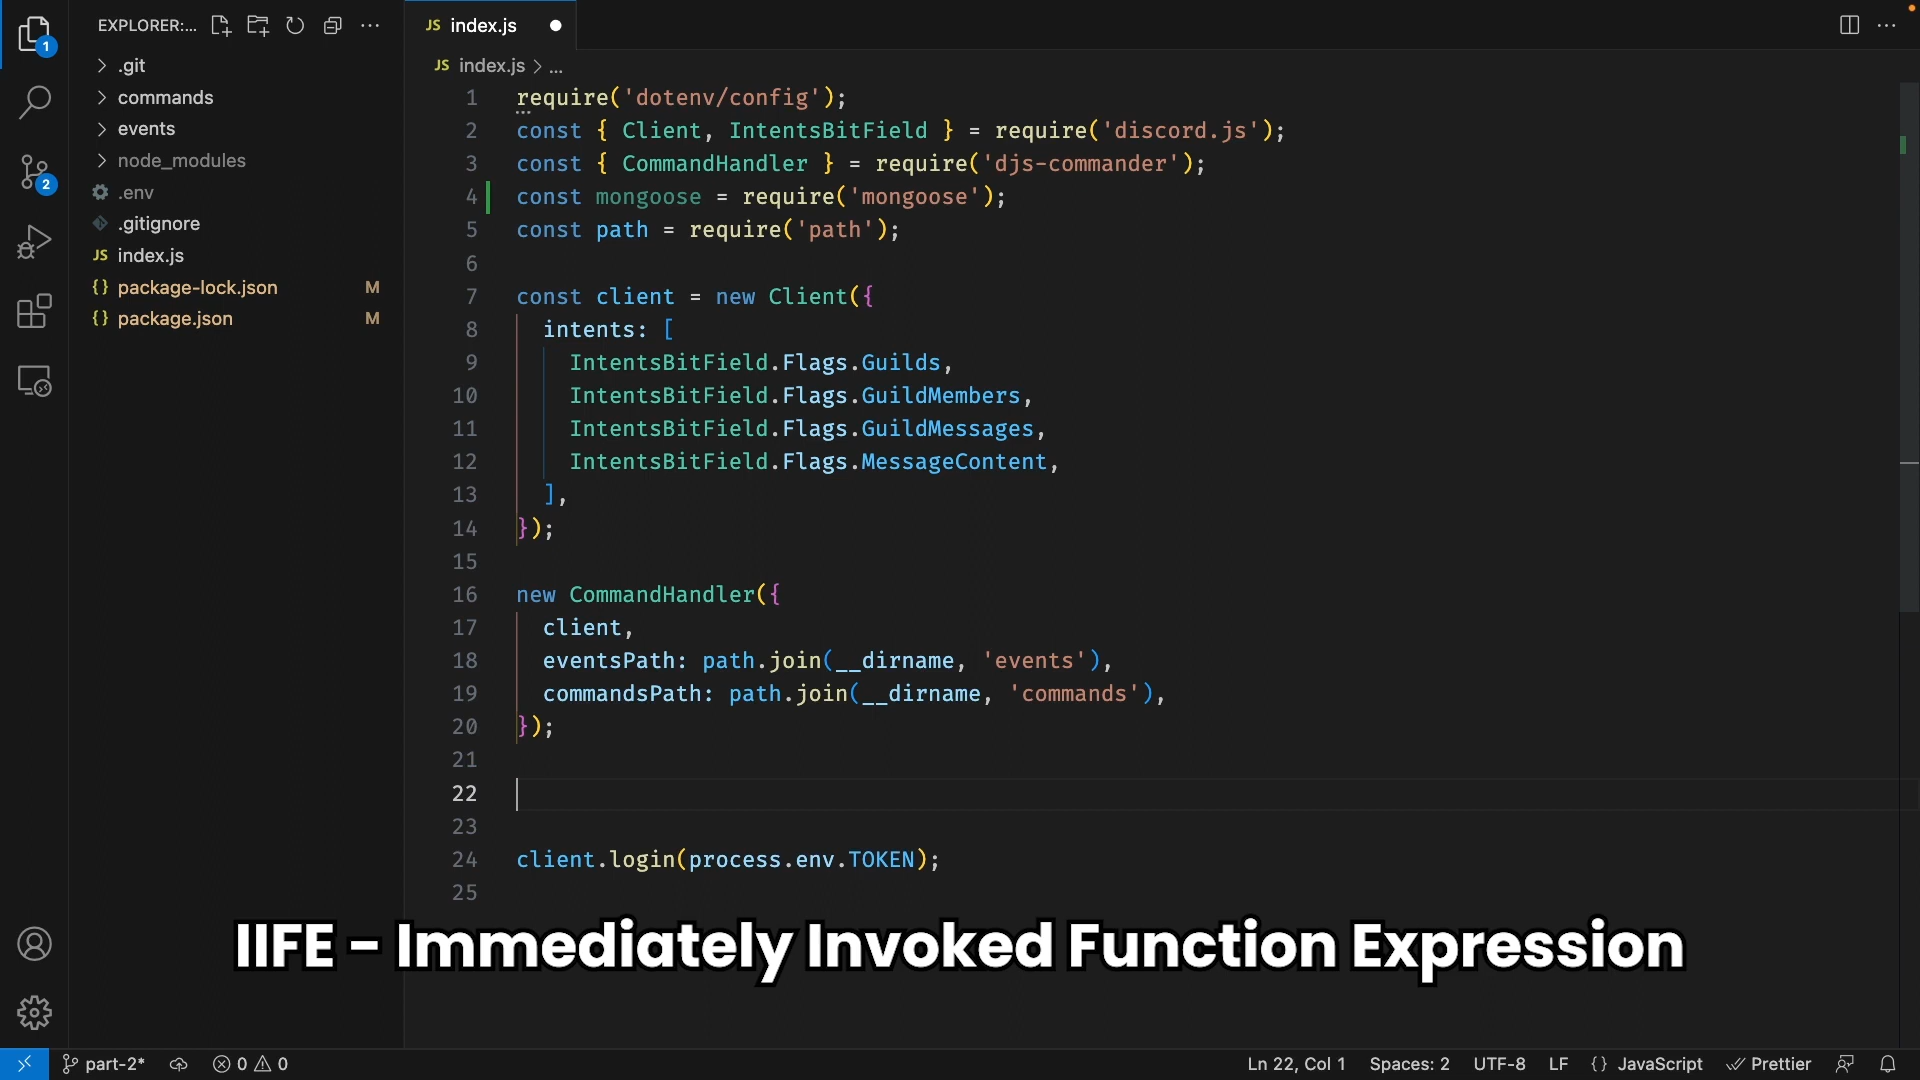 EXPLORER:...
1
2
.git
commands
events
node_modules
.env
.gitignore
JS index.js
{} package-lock.json M
{} package.json M
JS index.js
JS index.js > ...
1 require('dotenv/config');
2 const { Client, IntentsBitField } = require('discord.js');
3 const { CommandHandler } = require('djs-commander');
4 const mongoose = require('mongoose');
5 const path = require('path');
6
7 const client = new Client({
8 intents: [
9 IntentsBitField.Flags.Guilds,
10 IntentsBitField.Flags.GuildMembers,
11 IntentsBitField.Flags.GuildMessages,
12 IntentsBitField.Flags.MessageContent,
13 ],
14 });
15
16 new CommandHandler({
17 client,
18 eventsPath: path.join(__dirname, 'events'),
19 commandsPath: path.join(__dirname, 'commands'),
20 });
21
22
23
24 client.login(process.env.TOKEN);
25
IIFE - Immediately Invoked Function Expression
part-2* 0 0 Ln 22, Col 1 Spaces: 2 UTF-8 LF {} JavaScript Prettier